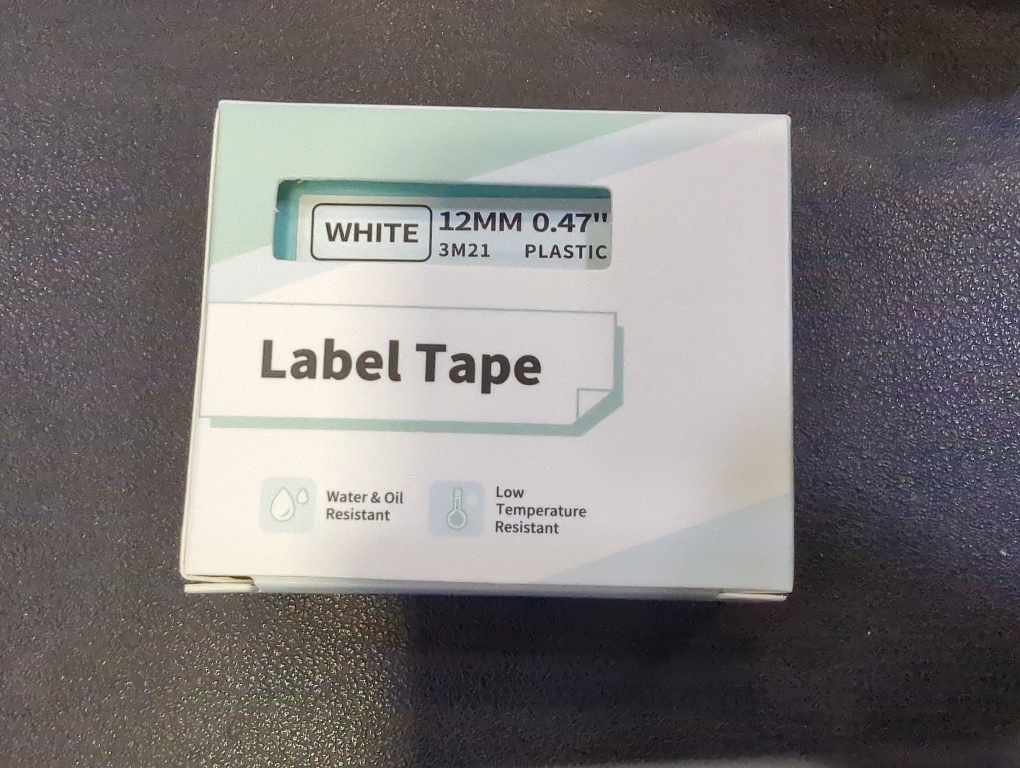 WHITE 12MM 0.47"
3M21 PLASTIC
Label Tape
Water & Oil
Resistant
Low
Temperature
Resistant